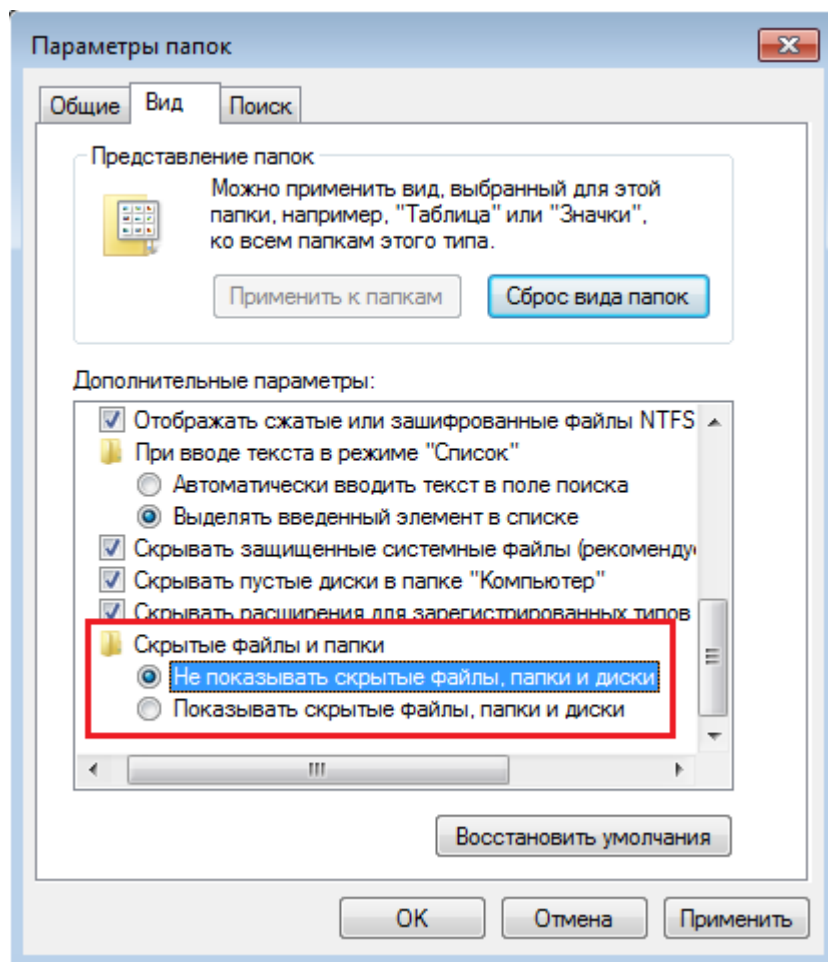 Параметры папок
Общие
Вид
Поиск
Представление папок
Можно применить вид, выбранный для этой
папки, например, "Таблица" или "Значки",
ко всем папкам этого типа.
Применить к папкам
Сброс вида папок
Дополнительные параметры:
Отображать сжатые или зашифрованные файлы NTFS
При вводе текста в режиме "Список"
Автоматически вводить текст в поле поиска
Выделять введенный элемент в списке
Скрывать защищенные системные файлы (рекоменду
Скрывать пустые диски в папке "Компьютер"
Скрывать расширения для зарегистрированных типов
Скрытые файлы и папки
Не показывать скрытые файлы, папки и диски
Показывать скрытые файлы, папки и диски
Восстановить умолчания
ОК
Отмена
Применить